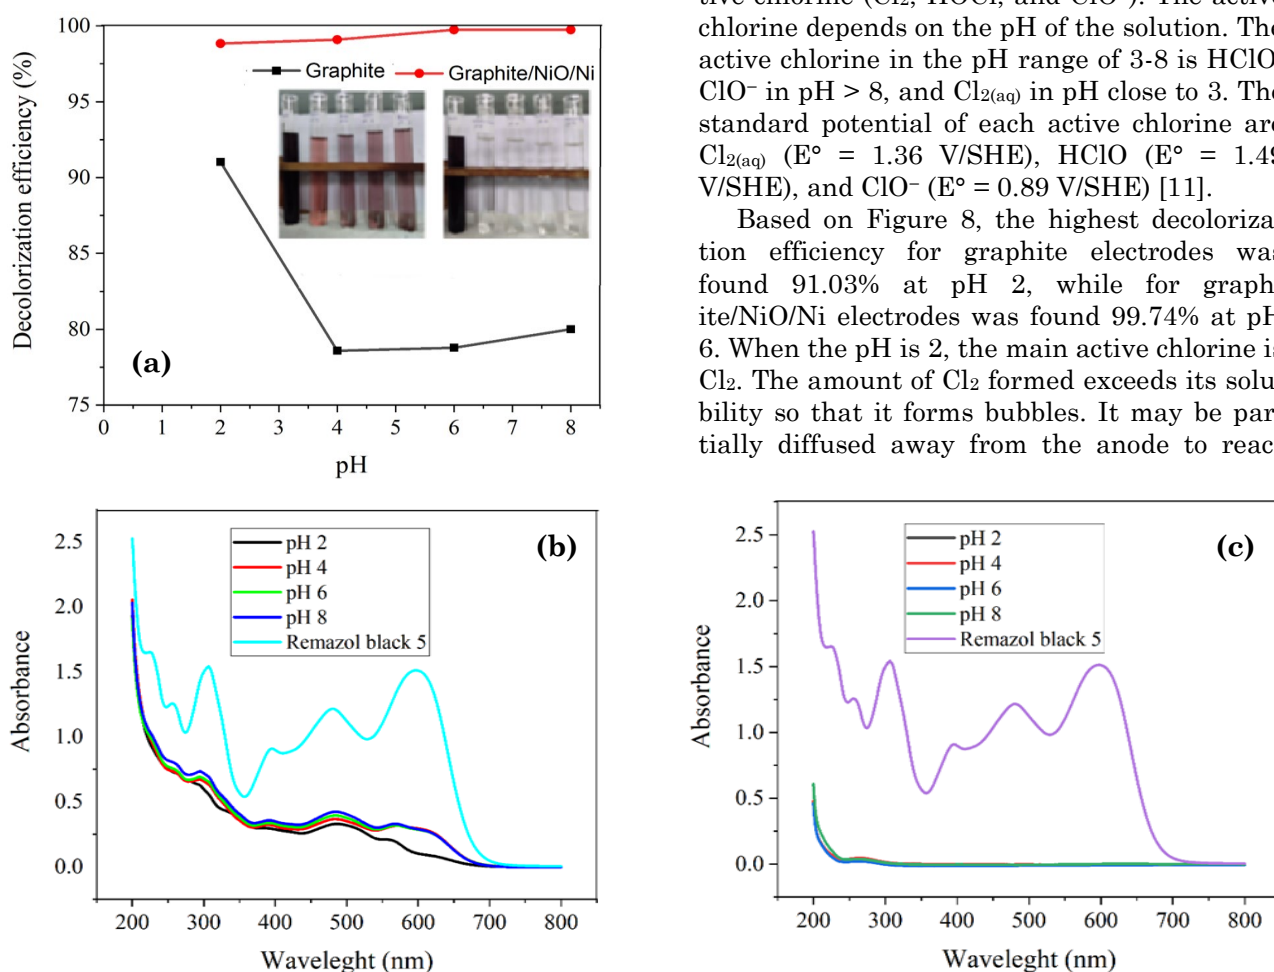 100
95
90
85
80
75
Decolorization efficiency (%)
Graphite
Graphite/NiO/Ni
(a)
0 1 2 3 4 5 6 7 8
pH
chlorine depends on the pH of the solution. The
active chlorine in the pH range of 3-8 is HClO
ClO⁻ in pH > 8, and Cl₂₍aq₎ in pH close to 3. The
standard potential of each active chlorine are
Cl₂₍aq₎ (E° = 1.36 V/SHE), HClO (E° = 1.49
V/SHE), and ClO⁻ (E° = 0.89 V/SHE) [11].
Based on Figure 8, the highest decoloriza
tion efficiency for graphite electrodes was
found 91.03% at pH 2, while for graph
ite/NiO/Ni electrodes was found 99.74% at pH
6. When the pH is 2, the main active chlorine is
Cl₂. The amount of Cl₂ formed exceeds its solu
bility so that it forms bubbles. It may be par
tially diffused away from the anode to reac
2.5
2.0
1.5
1.0
0.5
0.0
Absorbance
pH 2
pH 4
pH 6
pH 8
Remazol black 5
(b)
200 300 400 500 600 700 800
Waveleght (nm)
2.5
2.0
1.5
1.0
0.5
0.0
Absorbance
pH 2
pH 4
pH 6
pH 8
Remazol black 5
(c)
200 300 400 500 600 700 800
Waveleght (nm)